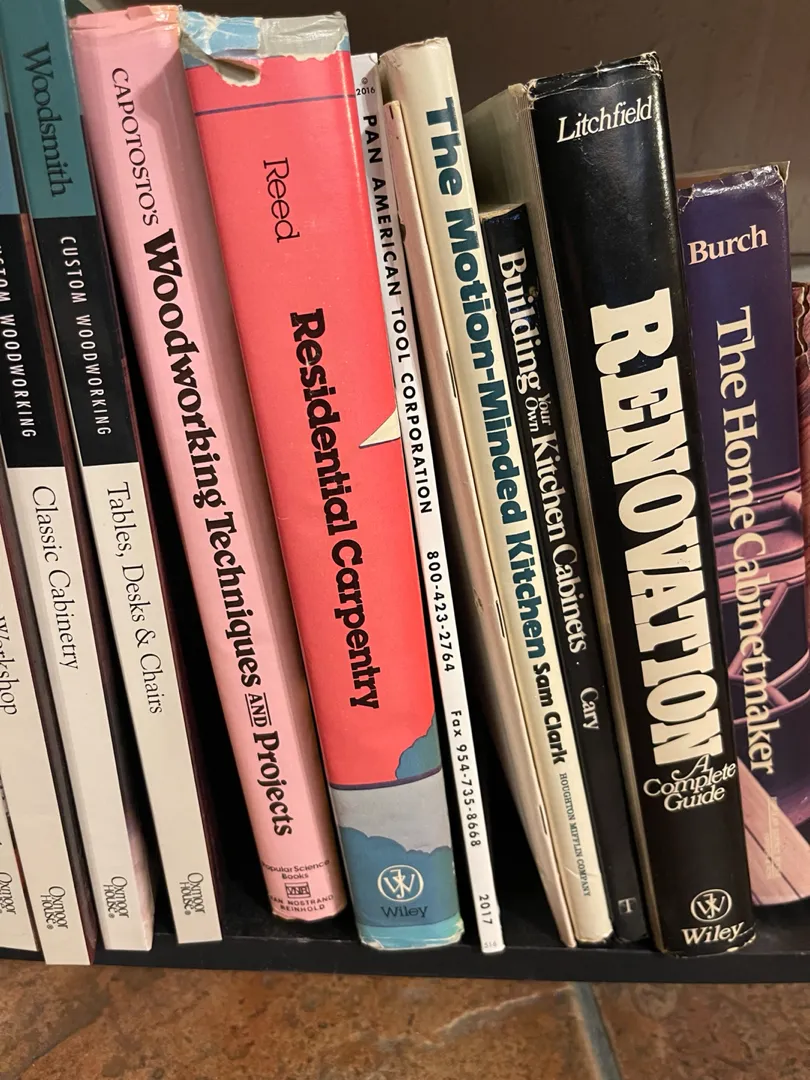 WOODWORKING
Workshop
Oxmoor
HOUSE®
Woodsmith
CUSTOM WOODWORKING
Classic Cabinetry
Oxmoor
HOUSE®
Tables, Desks & Chairs
Oxmoor
HOUSE®
Oxmoor
HOUSE®
CAPOTOSTO'S Woodworking Techniques AND Projects
Popular Science
Books
VNR
VAN NOSTRAND
REINHOLD
Reed
Residential Carpentry
Wiley
© 2016
PAN AMERICAN TOOL CORPORATION 800-423-2764 Fax 954-735-8668 2017
The Motion-Minded Kitchen Sam Clark HOUGHTON MIFFLIN COMPANY
Building Your Own Kitchen Cabinets · Cary
T
Litchfield
RENOVATION
A
Complete
Guide
Wiley
Burch
The Home Cabinetmaker